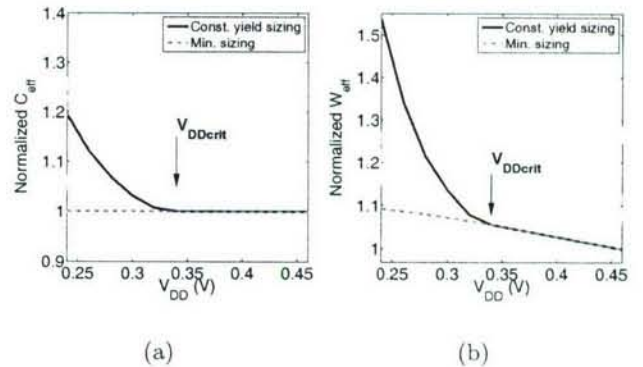 Normalized C_eff
1.4
1.3
1.2
1.1
1
0.9
Const. yield sizing
Min. sizing
V_DDcrit
0.25
0.3
0.35
0.4
0.45
V_DD (V)
(a)
Normalized W_eff
1.5
1.4
1.3
1.2
1.1
1
Const. yield sizing
Min. sizing
V_DDcrit
0.25
0.3
0.35
0.4
0.45
V_DD (V)
(b)